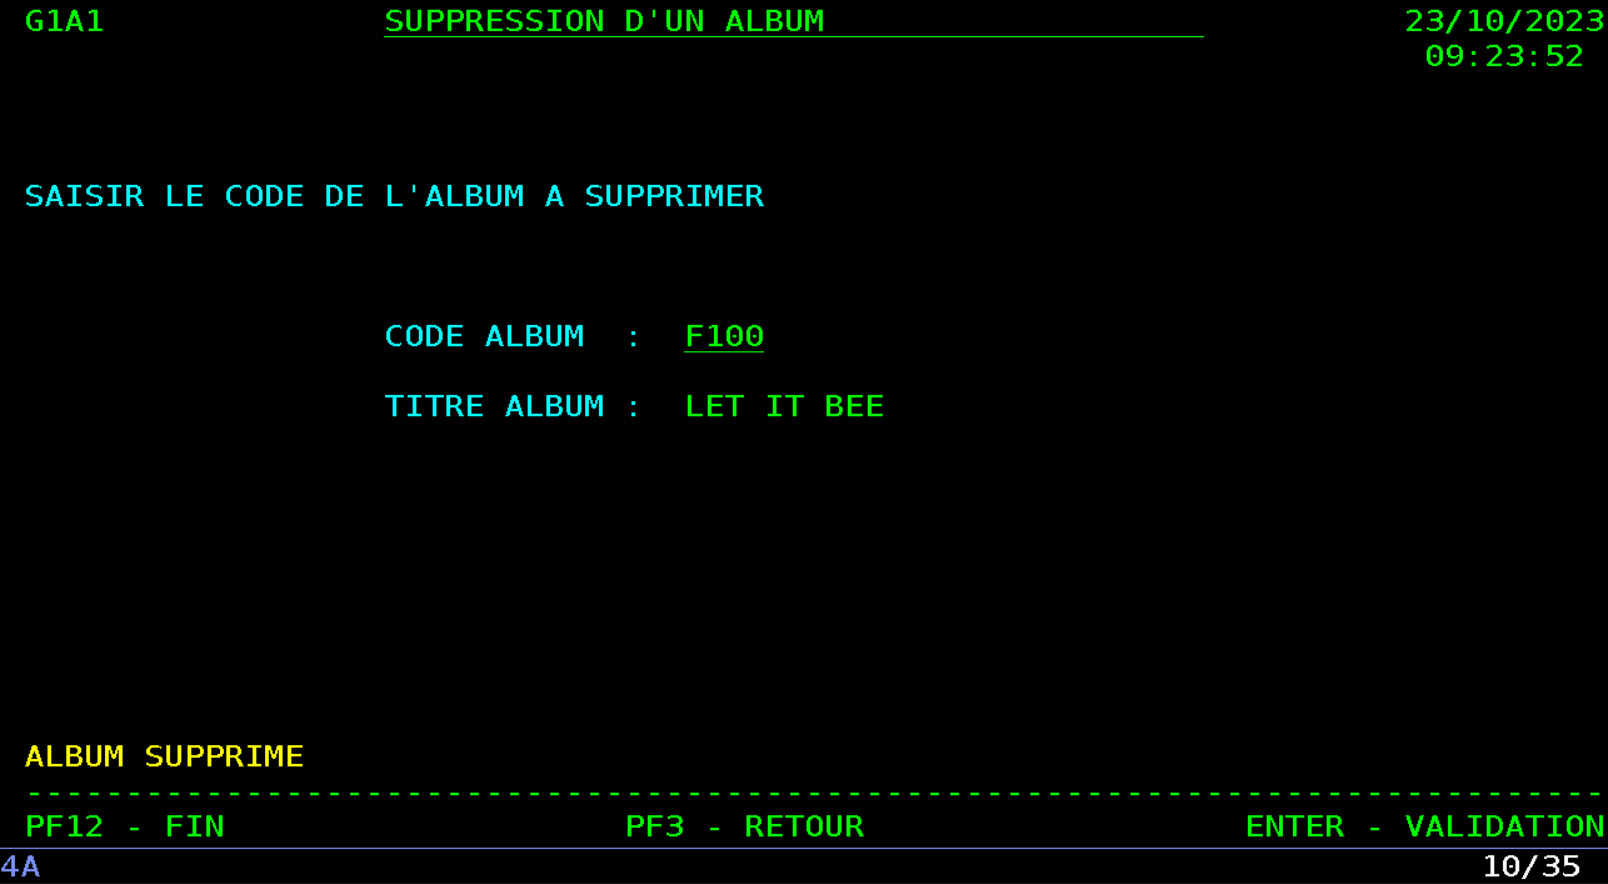 G1A1 SUPPRESSION D'UN ALBUM 23/10/2023
09:23:52
SAISIR LE CODE DE L'ALBUM A SUPPRIMER
CODE ALBUM : F100
TITRE ALBUM : LET IT BEE
ALBUM SUPPRIME
--------------------------------------------------------------------------------
PF12 - FIN PF3 - RETOUR ENTER - VALIDATION
4A 10/35